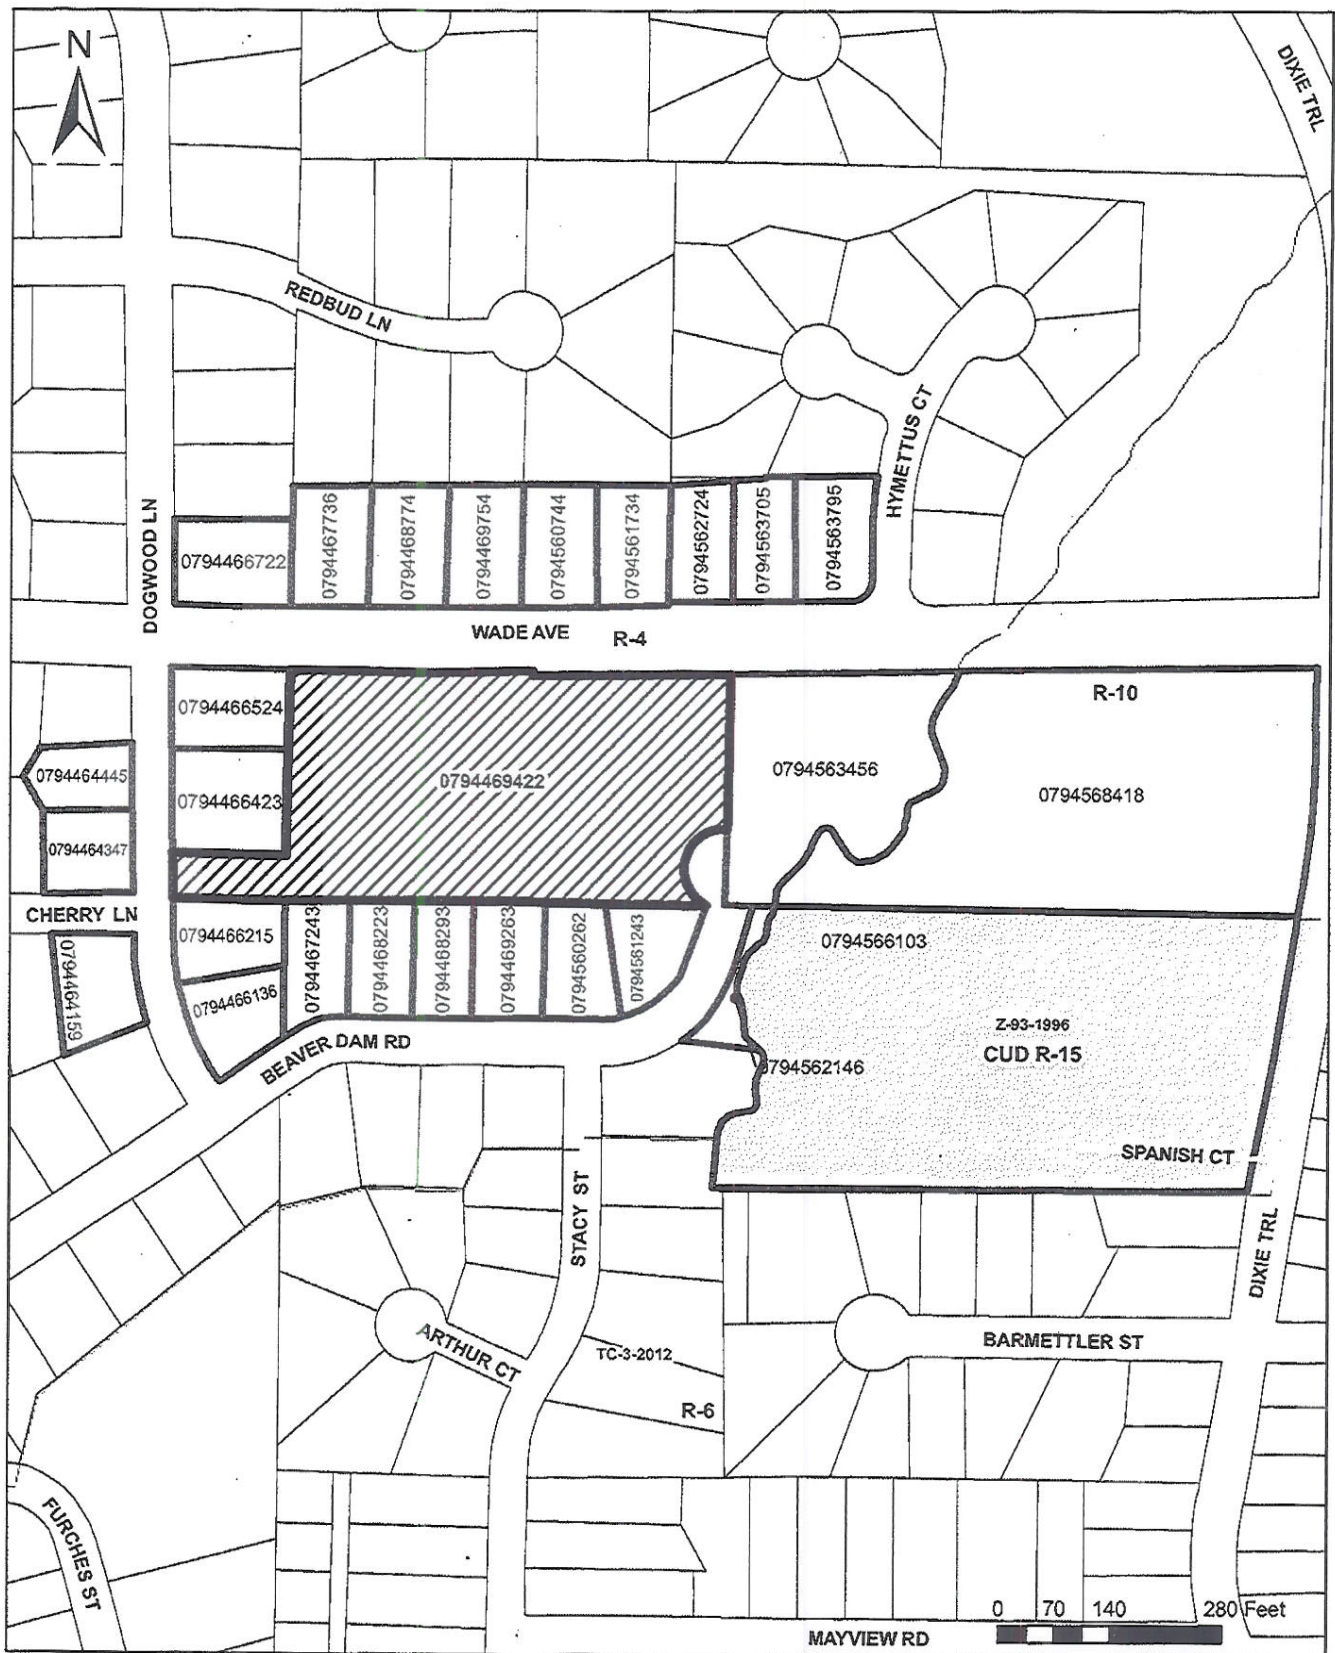 N
DIXIE TRL
REDBUD LN
HYMETTUS CT
DOGWOOD LN
0794466722
0794467736
0794468774
0794469754
0794560744
0794561734
0794562724
0794563705
0794563795
WADE AVE
R-4
0794466524
R-10
0794464445
0794466423
0794469422
0794563456
0794568418
0794464347
CHERRY LN
0794466215
0794467243
0794468223
0794468293
0794469263
0794560262
0794561243
0794566103
0794464159
0794466136
Z-93-1996
CUD R-15
BEAVER DAM RD
0794562146
SPANISH CT
STACY ST
DIXIE TRL
ARTHUR CT
TC-3-2012
BARMETTLER ST
R-6
FURCHES ST
0 70 140 280 Feet
MAYVIEW RD